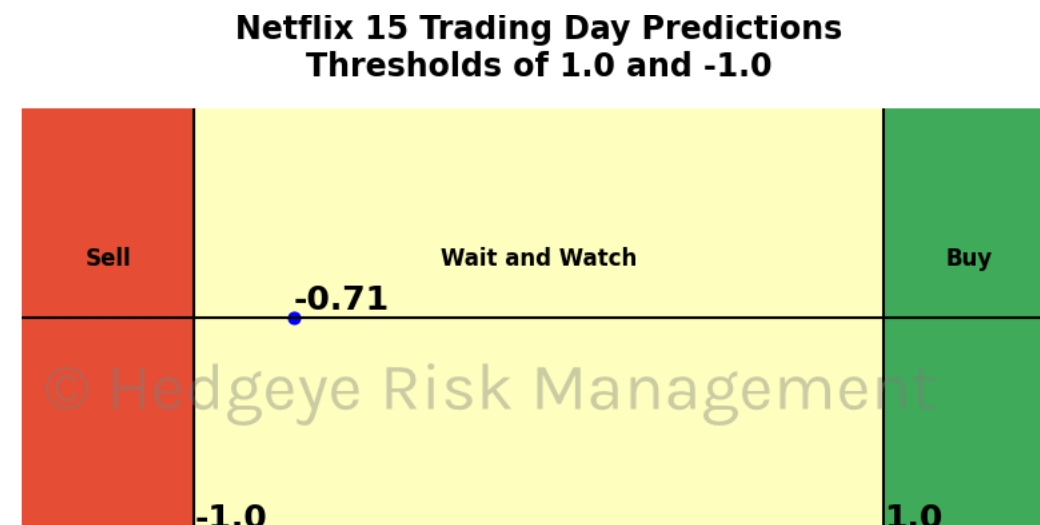 Netflix 15 Trading Day Predictions
Thresholds of 1.0 and -1.0
Sell
Wait and Watch
Buy
-0.71
© Hedgeye Risk Management
-1.0
1.0